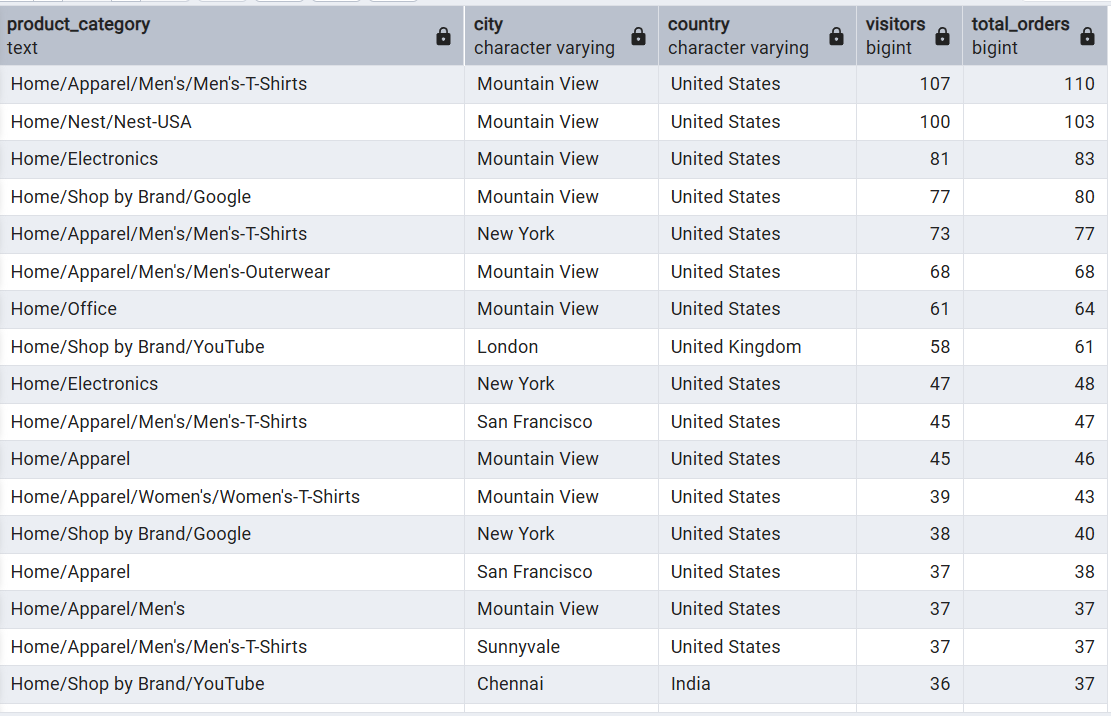 product_category city country visitors total_orders
text character varying character varying bigint bigint
Home/Apparel/Men's/Men's-T-Shirts Mountain View United States 107 110
Home/Nest/Nest-USA Mountain View United States 100 103
Home/Electronics Mountain View United States 81 83
Home/Shop by Brand/Google Mountain View United States 77 80
Home/Apparel/Men's/Men's-T-Shirts New York United States 73 77
Home/Apparel/Men's/Men's-Outerwear Mountain View United States 68 68
Home/Office Mountain View United States 61 64
Home/Shop by Brand/YouTube London United Kingdom 58 61
Home/Electronics New York United States 47 48
Home/Apparel/Men's/Men's-T-Shirts San Francisco United States 45 47
Home/Apparel Mountain View United States 45 46
Home/Apparel/Women's/Women's-T-Shirts Mountain View United States 39 43
Home/Shop by Brand/Google New York United States 38 40
Home/Apparel San Francisco United States 37 38
Home/Apparel/Men's Mountain View United States 37 37
Home/Apparel/Men's/Men's-T-Shirts Sunnyvale United States 37 37
Home/Shop by Brand/YouTube Chennai India 36 37